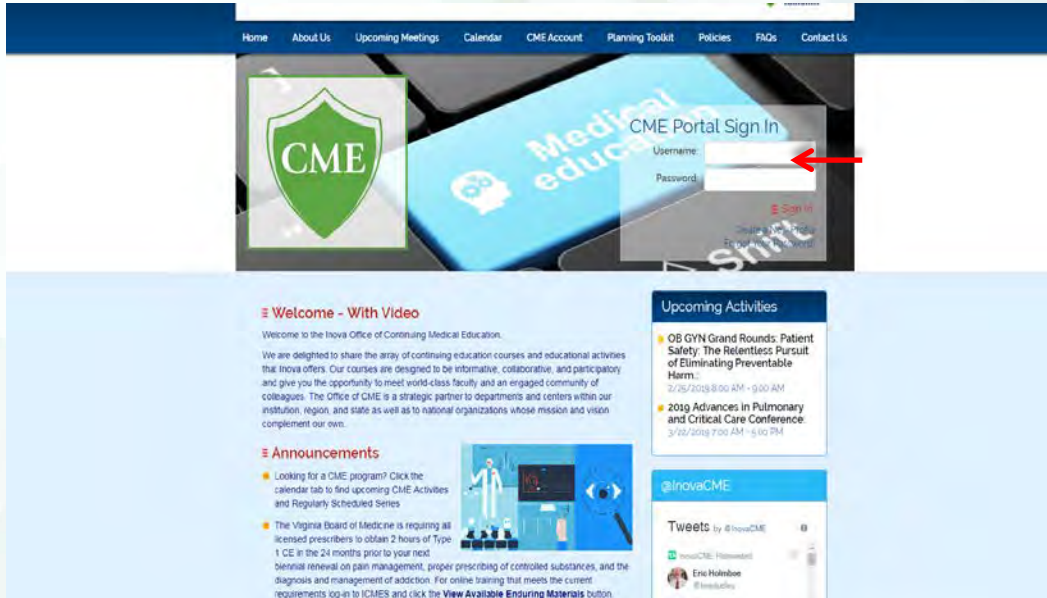 Home About Us Upcoming Meetings Calendar CME Account Planning Toolkit Policies FAQs Contact Us
CME
Medical
education
Shift
CME Portal Sign In
Username:
Password:
Sign In
Create a New Profile
Forgot Your Password
Welcome - With Video
Welcome to the Inova Office of Continuing Medical Education.
We are delighted to share the array of continuing education courses and educational activities
that Inova offers. Our courses are designed to be informative, collaborative, and participatory
and give you the opportunity to meet world-class faculty and an engaged community of
colleagues. The Office of CME is a strategic partner to departments and centers within our
institution, region, and state as well as to national organizations whose mission and vision
complement our own.
Announcements
Looking for a CME program? Click the
calendar tab to find upcoming CME Activities
and Regularly Scheduled Series
The Virginia Board of Medicine is requiring all
licensed prescribers to obtain 2 hours of Type
1 CE in the 24 months prior to your next
biennial renewal on pain management, proper prescribing of controlled substances, and the
diagnosis and management of addiction. For online training that meets the current
requirements log-in to ICMES and click the View Available Enduring Materials button.
Upcoming Activities
OB GYN Grand Rounds: Patient
Safety: The Relentless Pursuit
of Eliminating Preventable
Harm.:
2/25/2019 8:00 AM - 9:00 AM
2019 Advances in Pulmonary
and Critical Care Conference:
3/22/2019 7:00 AM - 5:00 PM
@InovaCME
Tweets by @InovaCME
InovaCME Retweeted
Eric Holmboe